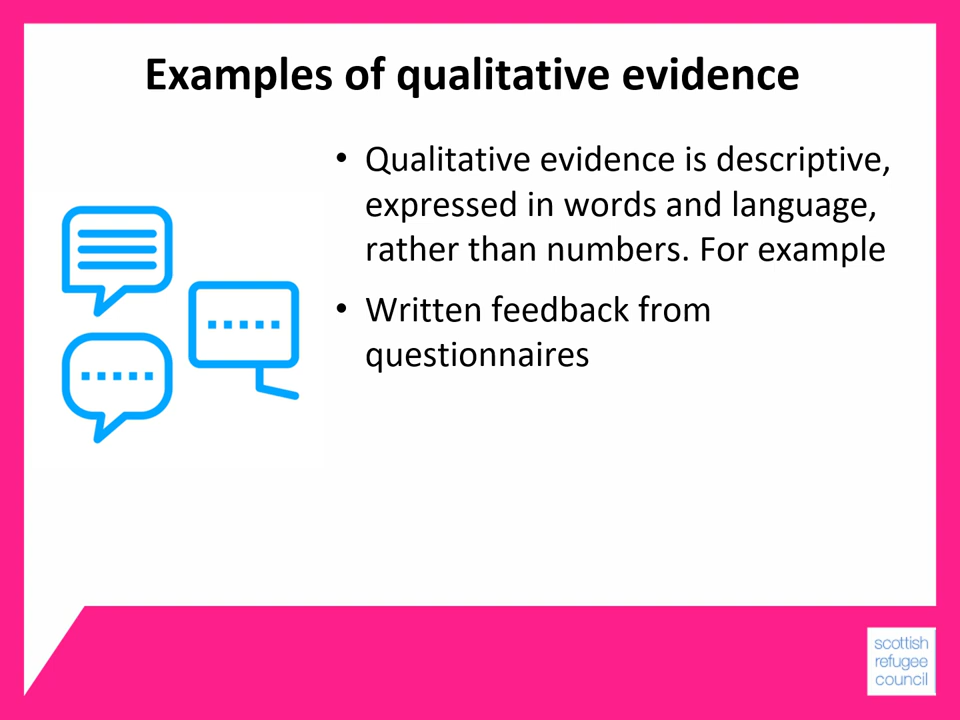 Examples of qualitative evidence
• Qualitative evidence is descriptive,
expressed in words and language,
rather than numbers. For example
• Written feedback from
questionnaires
scottish
refugee
council